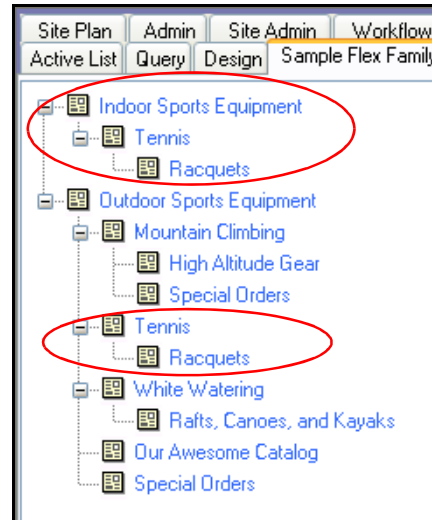 Site Plan Admin Site Admin Workflow
Active List Query Design Sample Flex Family
Indoor Sports Equipment
Tennis
Racquets
Outdoor Sports Equipment
Mountain Climbing
High Altitude Gear
Special Orders
Tennis
Racquets
White Watering
Rafts, Canoes, and Kayaks
Our Awesome Catalog
Special Orders